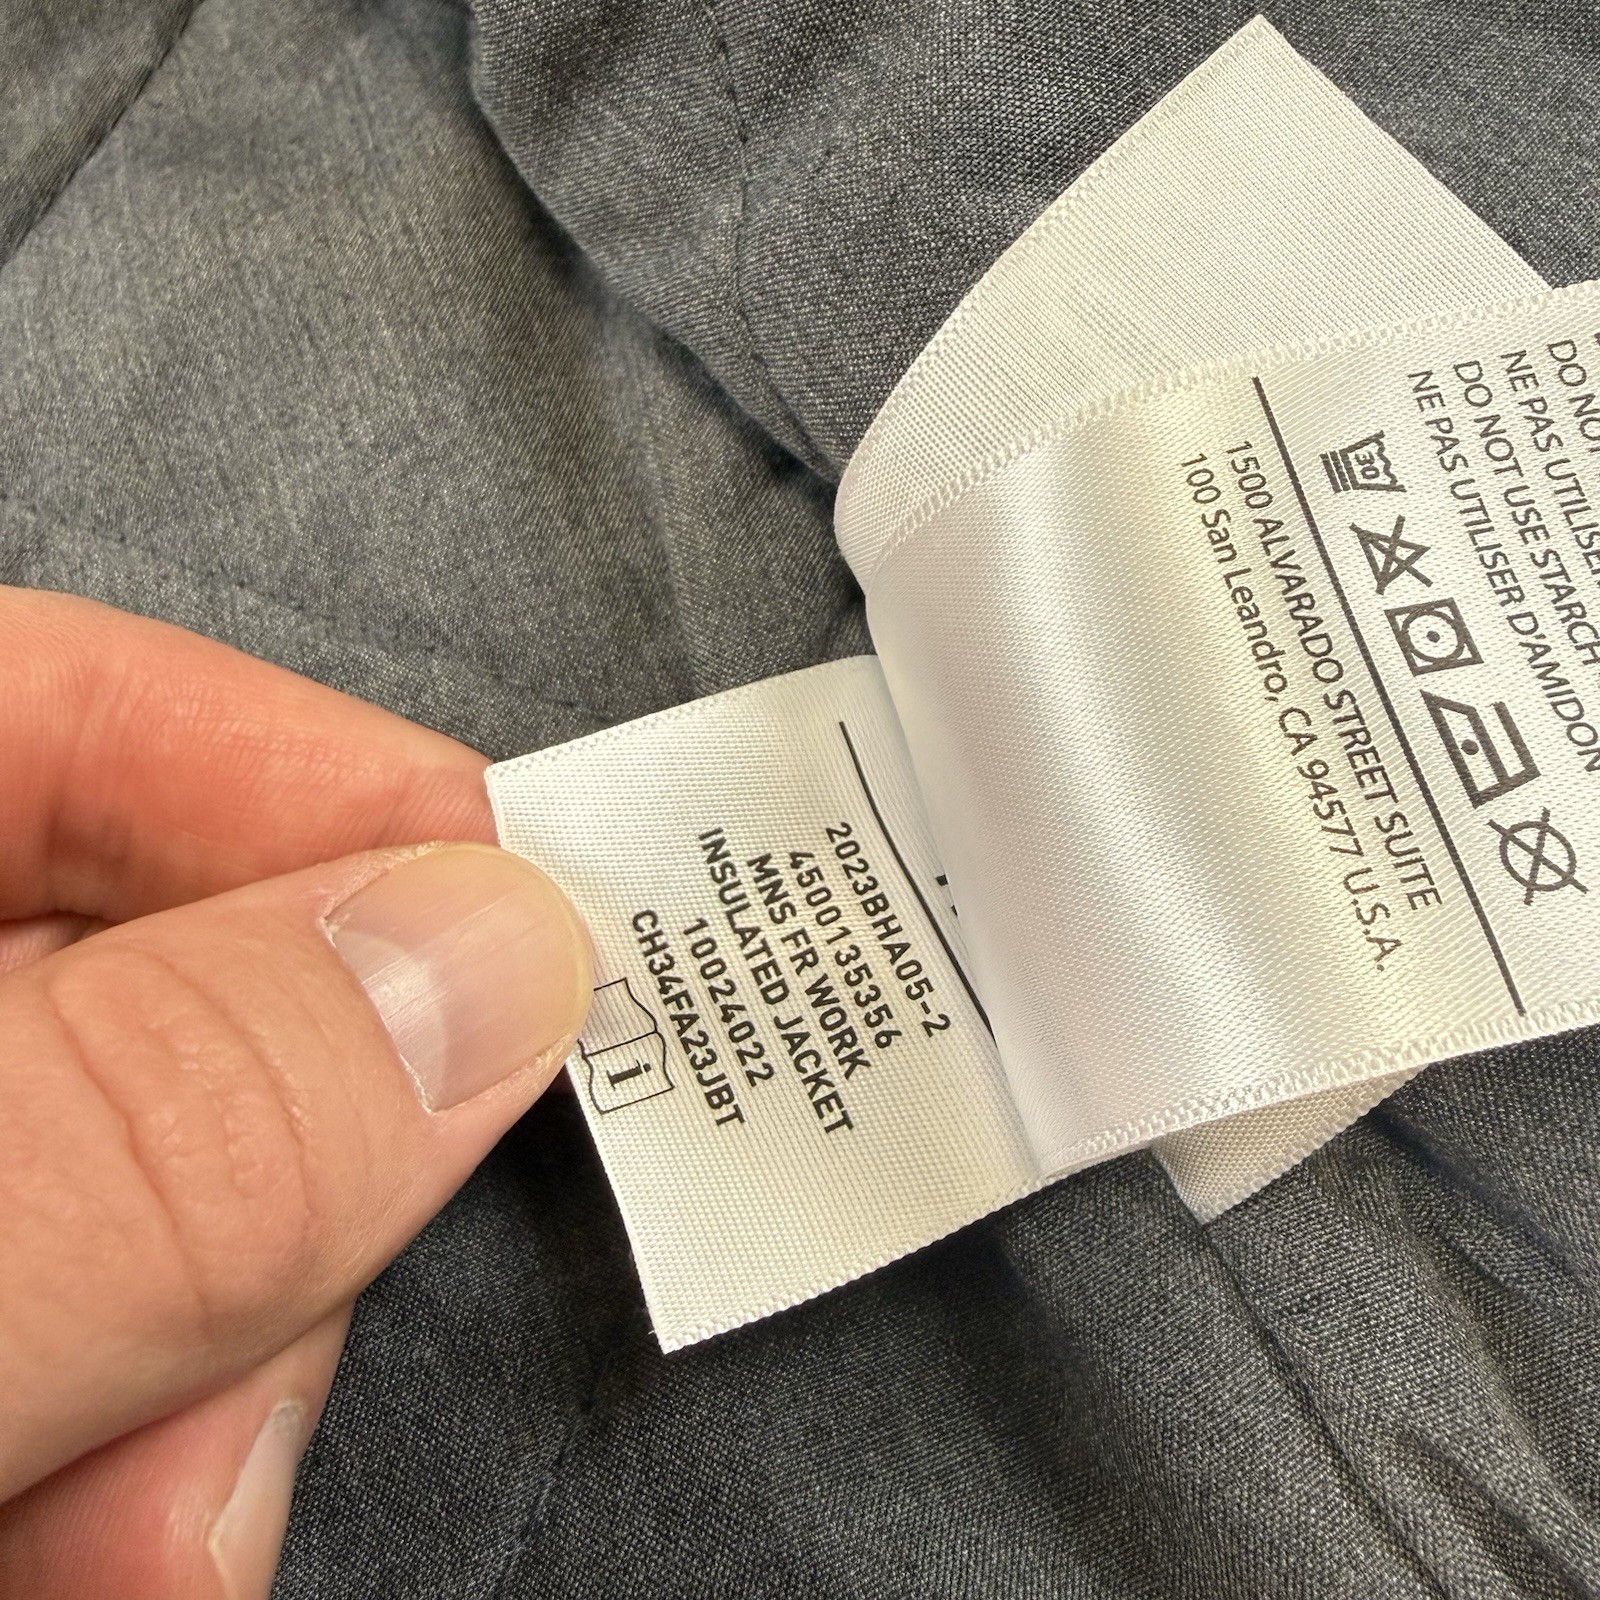 DO NOT
NE PAS UTILISER
DO NOT USE STARCH
NE PAS UTILISER D'AMIDON
30
1500 ALVARADO STREET SUITE
100 San Leandro, CA 94577 U.S.A.
2023BHA05-2
4500135356
MNS FR WORK
INSULATED JACKET
10024022
CH34FA23JBT
i